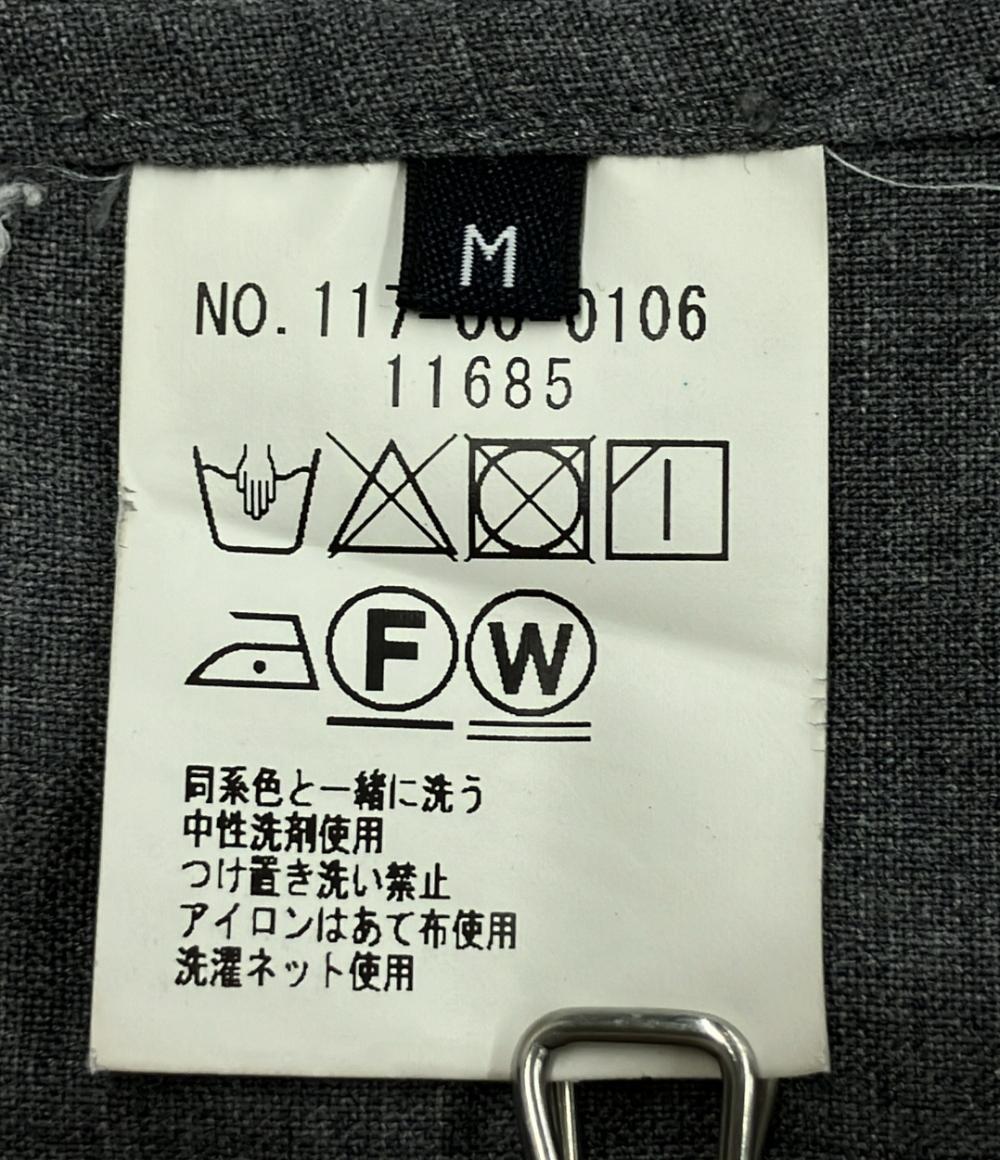 M
NO. 117- -0106
11685
F W
同系色と一緒に洗う
中性洗剤使用
つけ置き洗い禁止
アイロンはあて布使用
洗濯ネット使用